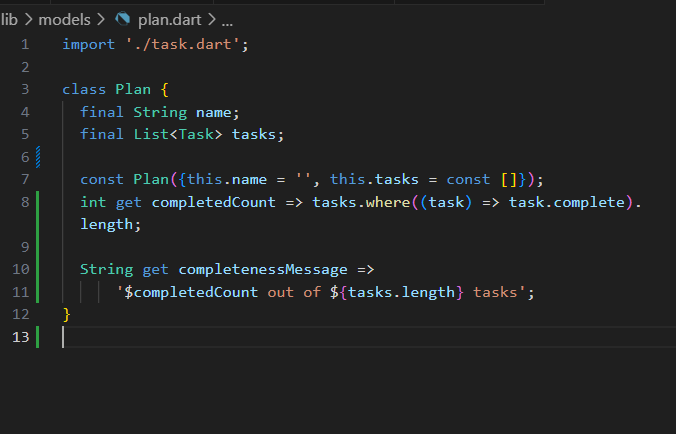 lib > models > plan.dart > ...
1 import './task.dart';
2
3 class Plan {
4 final String name;
5 final List<Task> tasks;
6
7 const Plan({this.name = '', this.tasks = const []});
8 int get completedCount => tasks.where((task) => task.complete).
length;
9
10 String get completenessMessage =>
11 '$completedCount out of ${tasks.length} tasks';
12 }
13